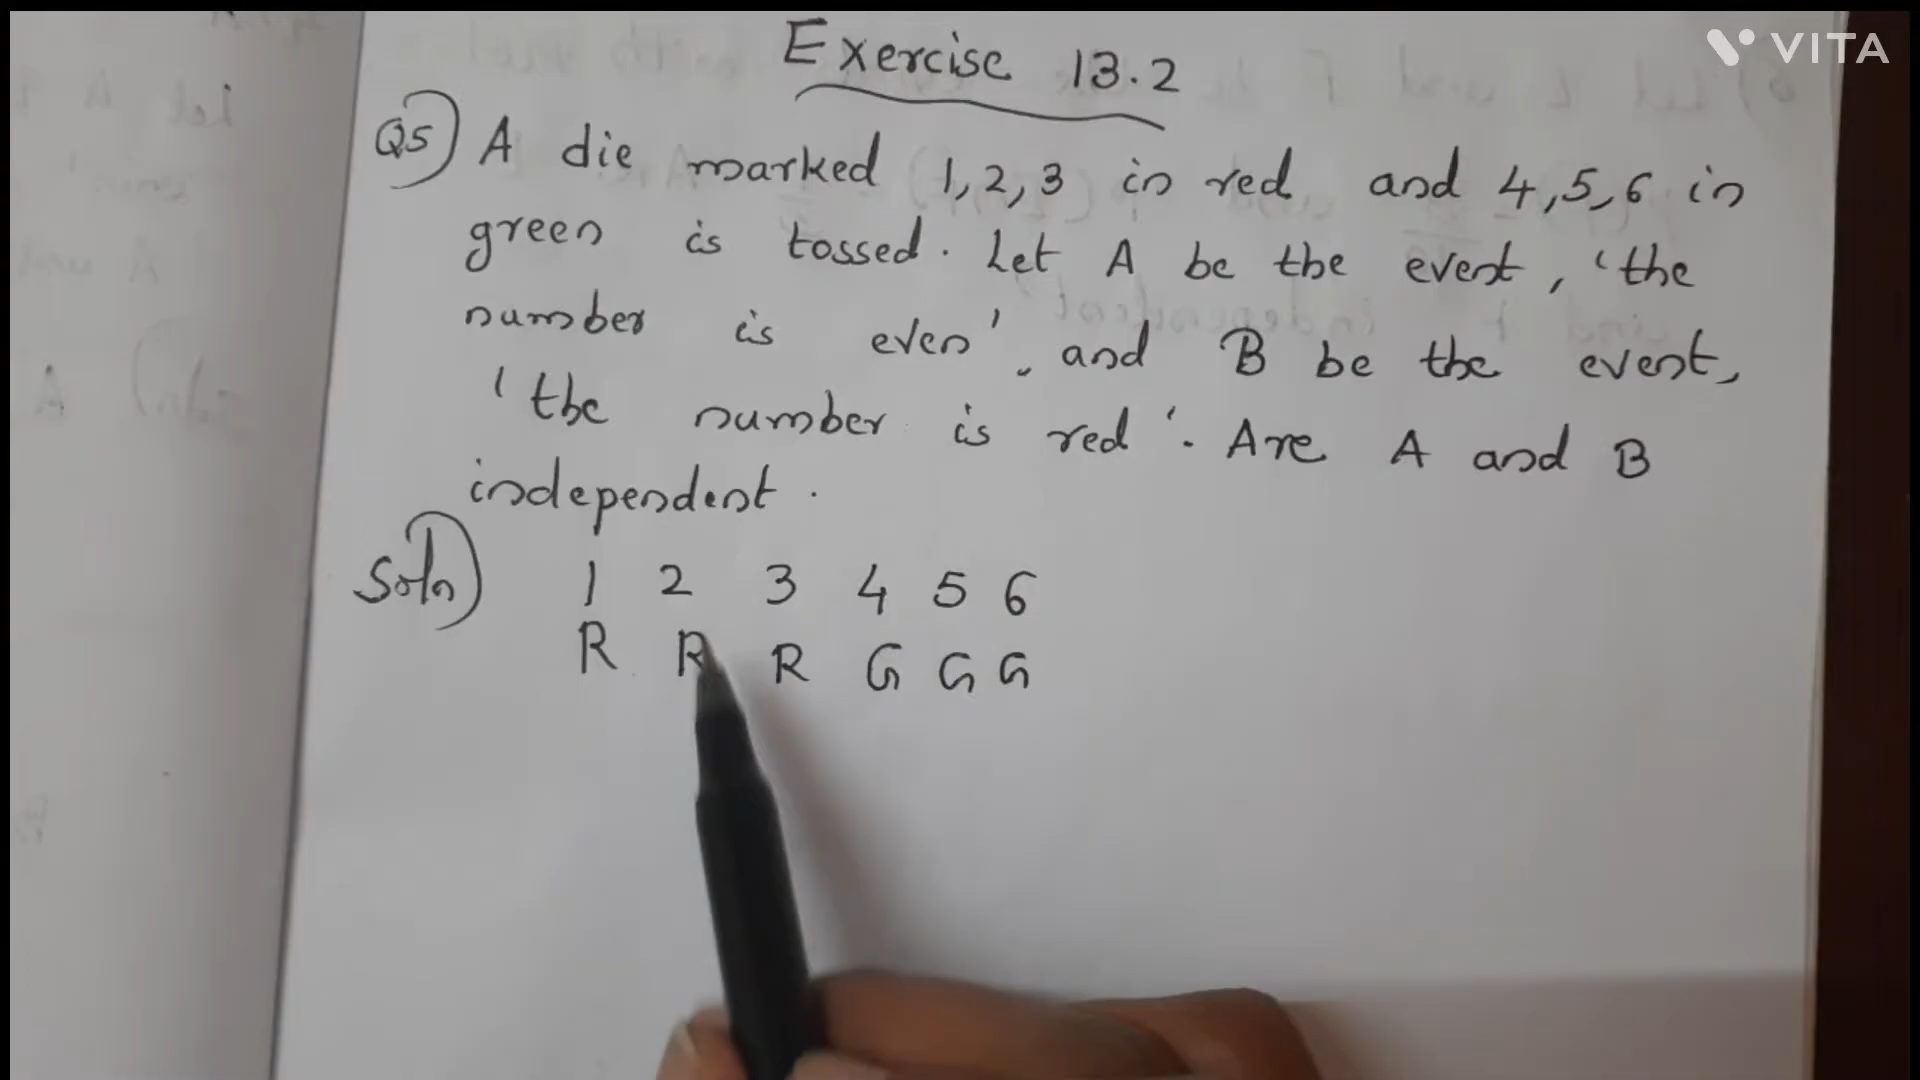 VITA
Exercise 13.2
Q5) A die marked 1,2,3 in red and 4,5,6 in
green is tossed. Let A be the event, 'the
number is even', and B be the event,
'the number is red'. Are A and B
independent.
Soln) 1 2 3 4 5 6
R R R G G G